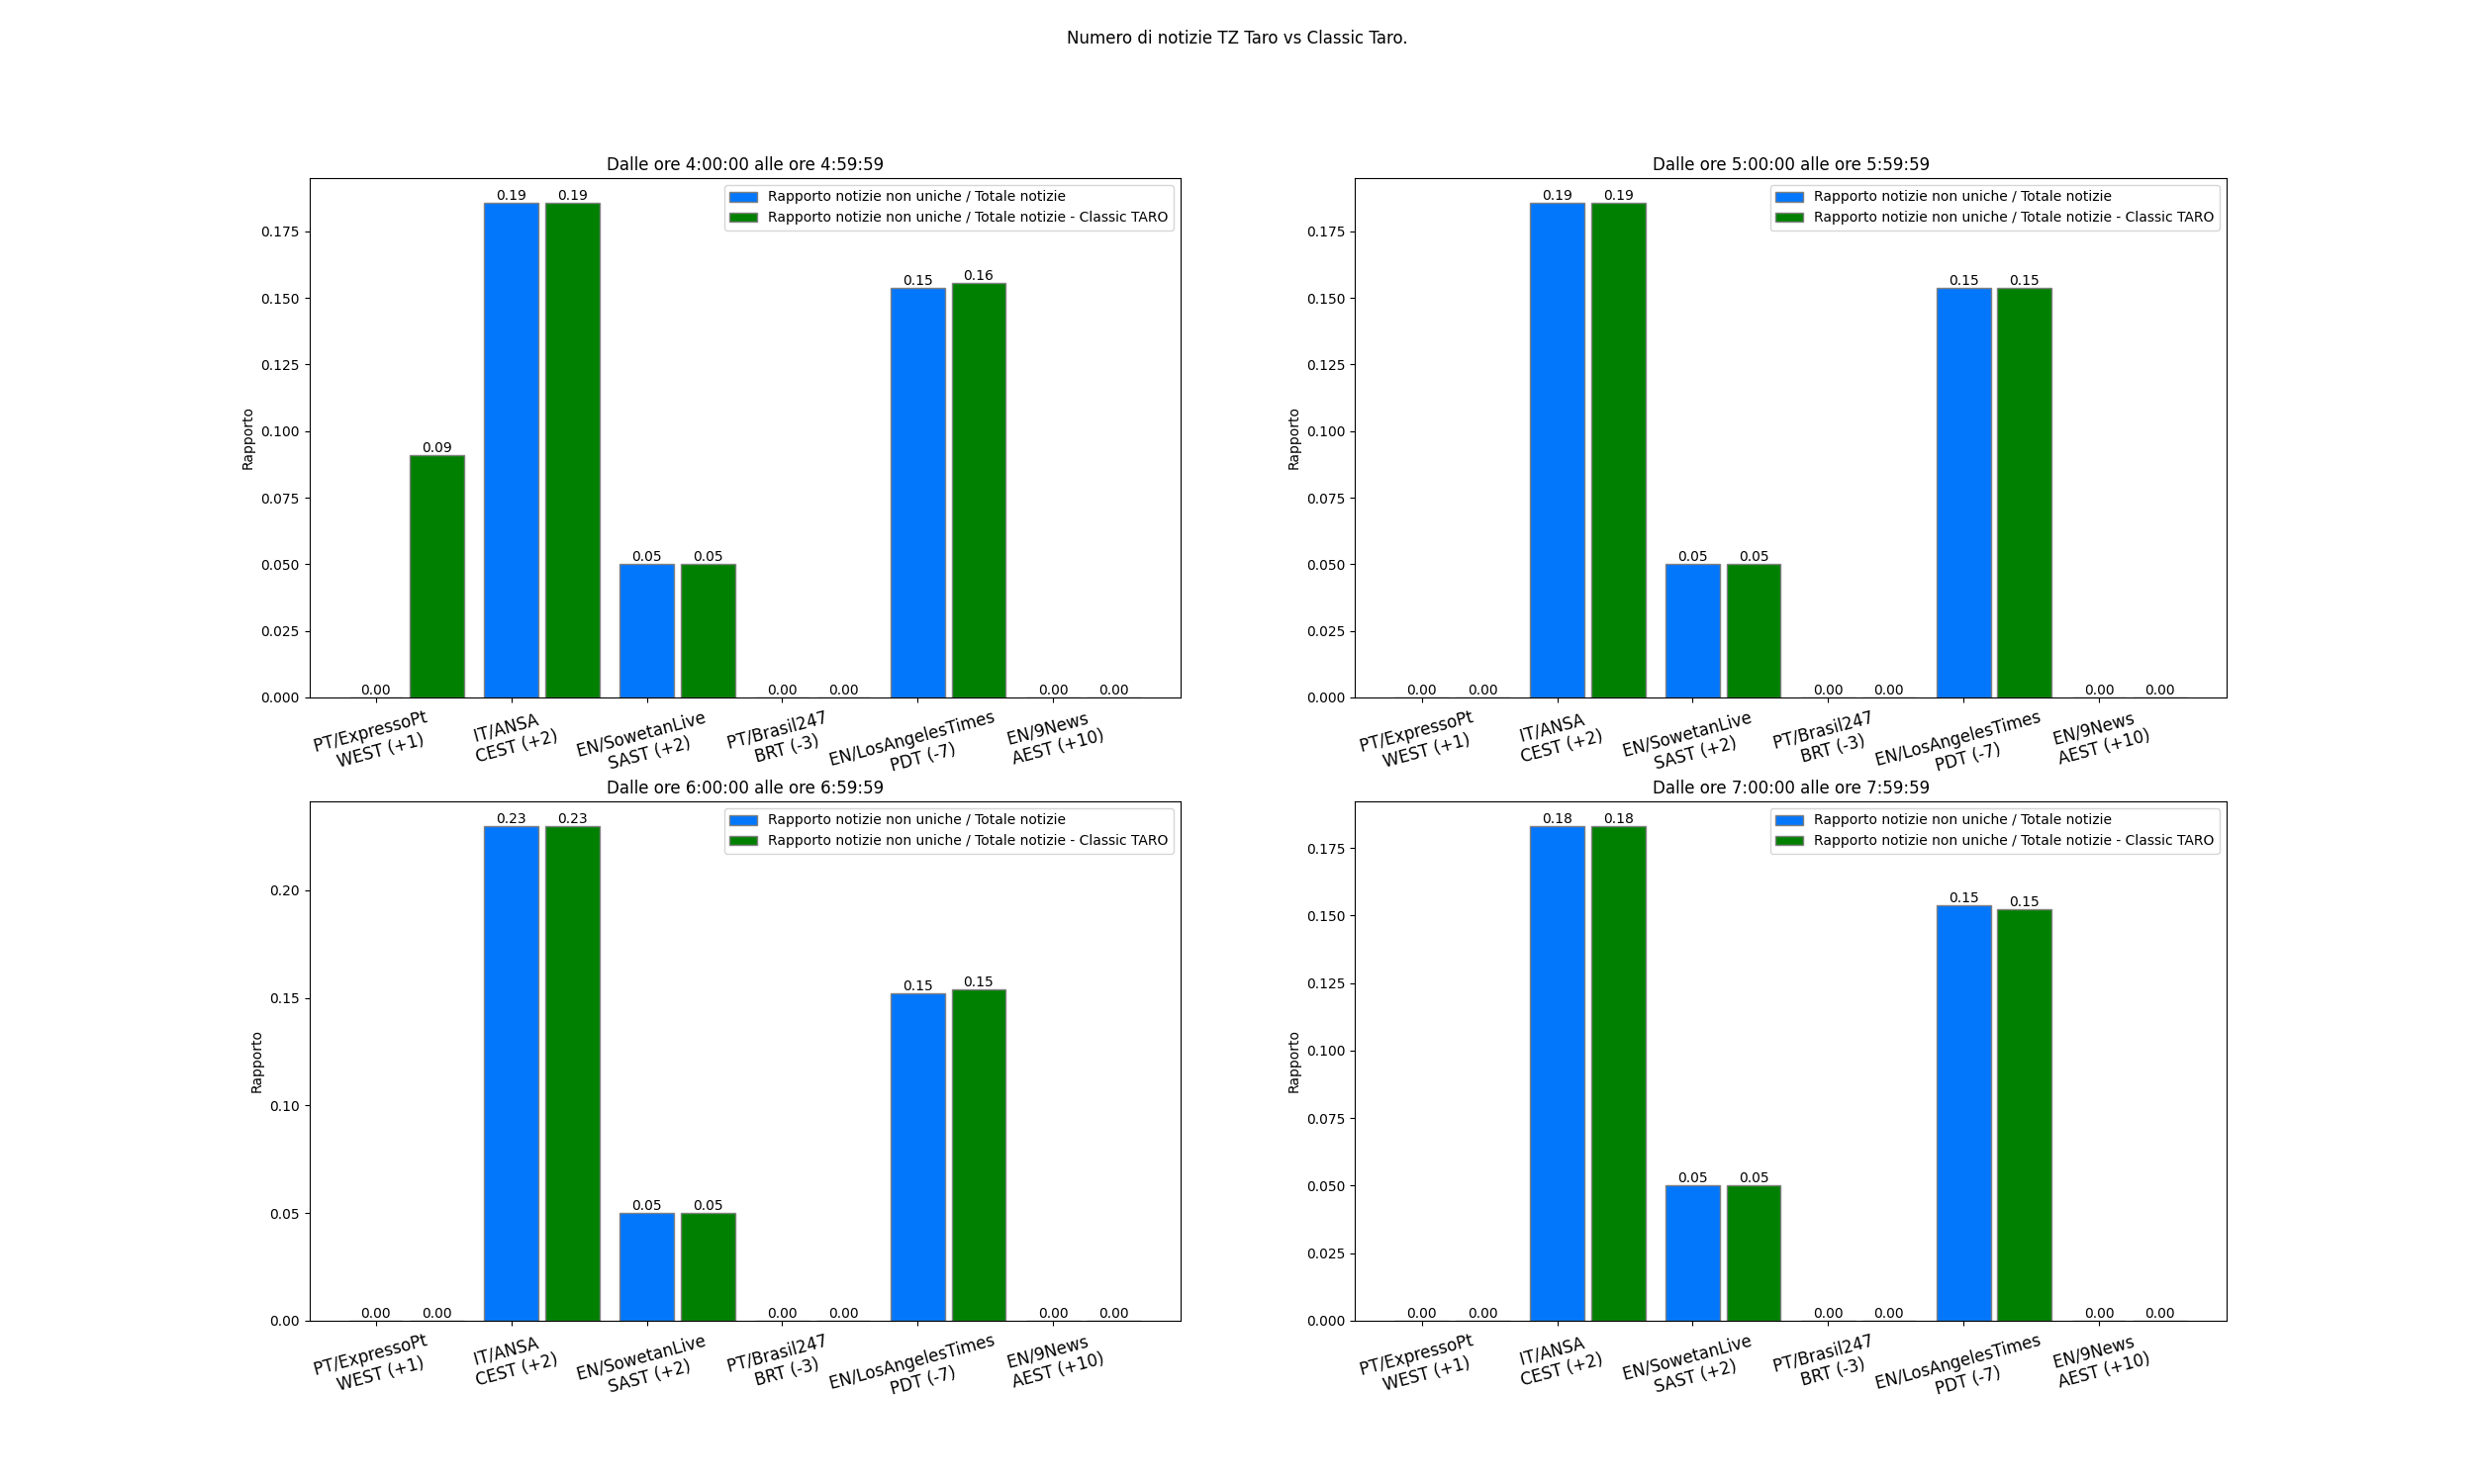 Numero di notizie TZ Taro vs Classic Taro.
Dalle ore 4:00:00 alle ore 4:59:59
Rapporto notizie non uniche / Totale notizie
Rapporto notizie non uniche / Totale notizie - Classic TARO
Rapporto
0.175
0.150
0.125
0.100
0.075
0.050
0.025
0.000
0.00
0.09
0.19
0.19
0.05
0.05
0.00
0.00
0.15
0.16
0.00
0.00
PT/ExpressoPt
WEST (+1)
IT/ANSA
CEST (+2)
EN/SowetanLive
SAST (+2)
PT/Brasil247
BRT (-3)
EN/LosAngelesTimes
PDT (-7)
EN/9News
AEST (+10)
Dalle ore 5:00:00 alle ore 5:59:59
Rapporto notizie non uniche / Totale notizie
Rapporto notizie non uniche / Totale notizie - Classic TARO
Rapporto
0.175
0.150
0.125
0.100
0.075
0.050
0.025
0.000
0.00
0.00
0.19
0.19
0.05
0.05
0.00
0.00
0.15
0.15
0.00
0.00
PT/ExpressoPt
WEST (+1)
IT/ANSA
CEST (+2)
EN/SowetanLive
SAST (+2)
PT/Brasil247
BRT (-3)
EN/LosAngelesTimes
PDT (-7)
EN/9News
AEST (+10)
Dalle ore 6:00:00 alle ore 6:59:59
Rapporto notizie non uniche / Totale notizie
Rapporto notizie non uniche / Totale notizie - Classic TARO
Rapporto
0.20
0.15
0.10
0.05
0.00
0.00
0.00
0.23
0.23
0.05
0.05
0.00
0.00
0.15
0.15
0.00
0.00
PT/ExpressoPt
WEST (+1)
IT/ANSA
CEST (+2)
EN/SowetanLive
SAST (+2)
PT/Brasil247
BRT (-3)
EN/LosAngelesTimes
PDT (-7)
EN/9News
AEST (+10)
Dalle ore 7:00:00 alle ore 7:59:59
Rapporto notizie non uniche / Totale notizie
Rapporto notizie non uniche / Totale notizie - Classic TARO
Rapporto
0.175
0.150
0.125
0.100
0.075
0.050
0.025
0.000
0.00
0.00
0.18
0.18
0.05
0.05
0.00
0.00
0.15
0.15
0.00
0.00
PT/ExpressoPt
WEST (+1)
IT/ANSA
CEST (+2)
EN/SowetanLive
SAST (+2)
PT/Brasil247
BRT (-3)
EN/LosAngelesTimes
PDT (-7)
EN/9News
AEST (+10)